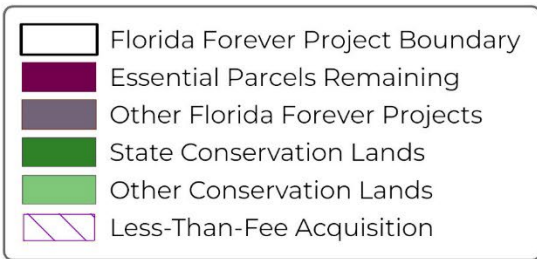 Florida Forever Project Boundary
Essential Parcels Remaining
Other Florida Forever Projects
State Conservation Lands
Other Conservation Lands
Less-Than-Fee Acquisition